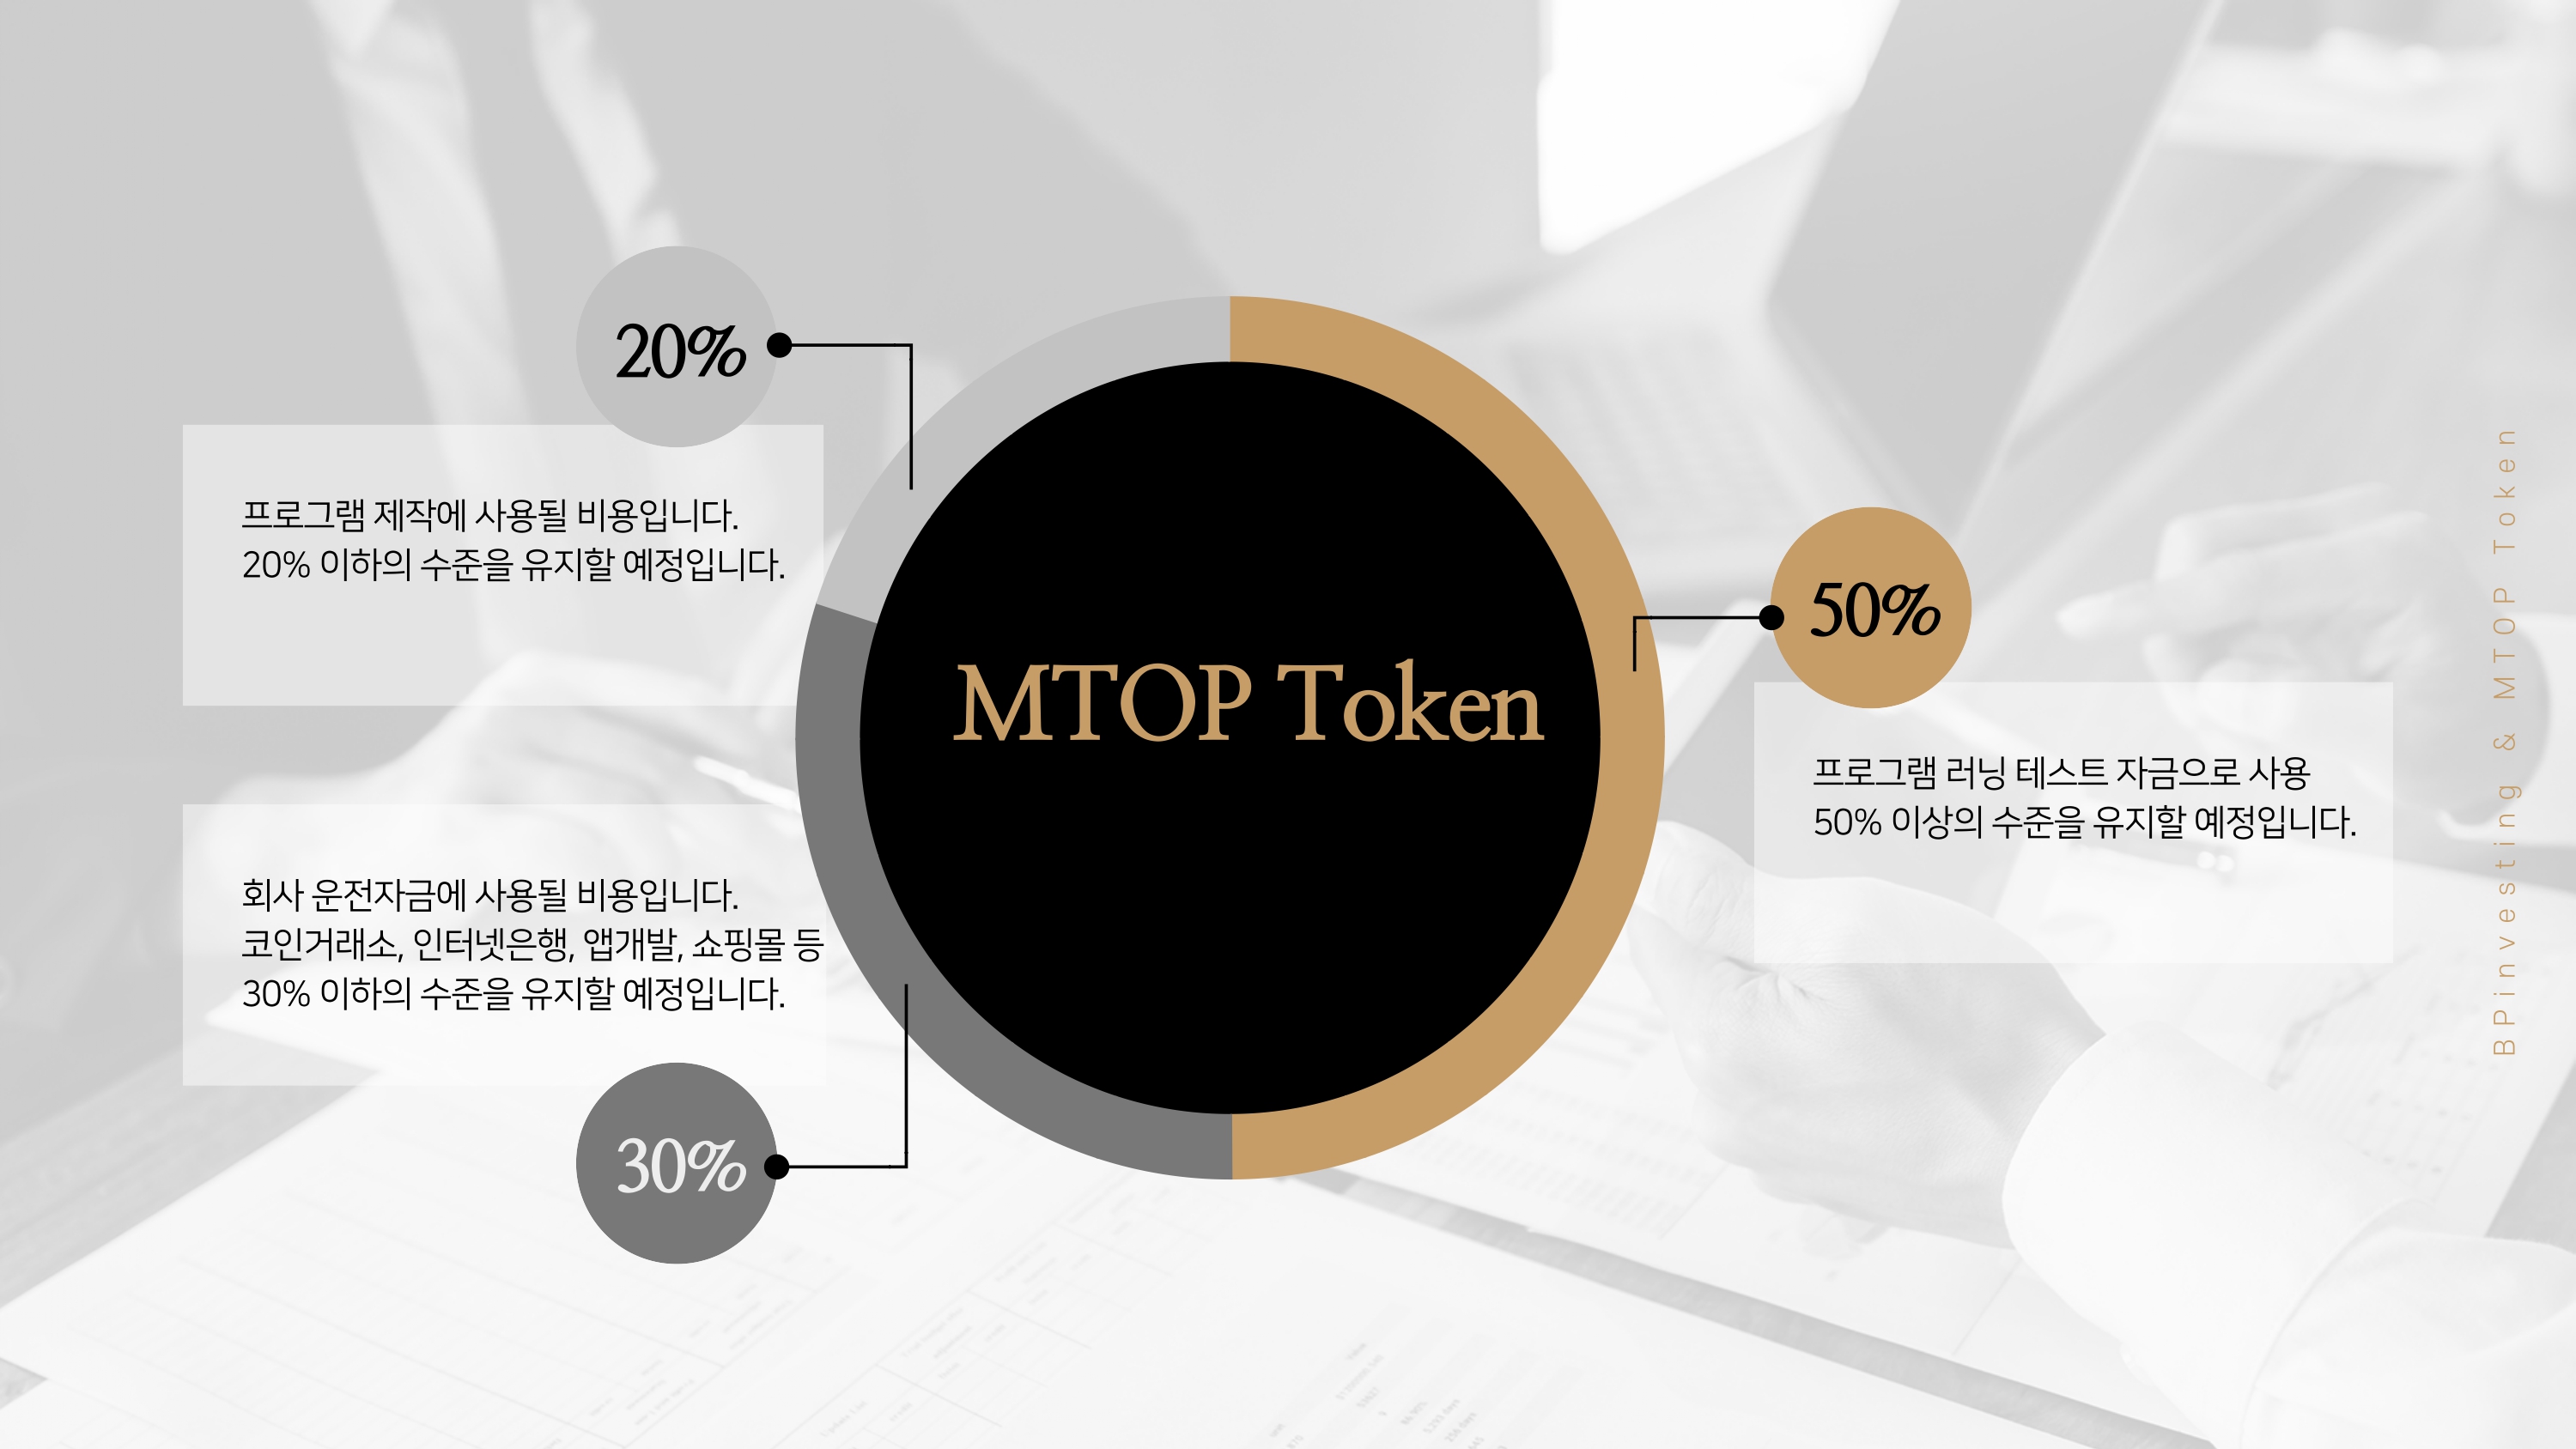 20%
프로그램 제작에 사용될 비용입니다.
20% 이하의 수준을 유지할 예정입니다.
회사 운전자금에 사용될 비용입니다.
코인거래소, 인터넷은행, 앱개발, 쇼핑몰 등
30% 이하의 수준을 유지할 예정입니다.
30%
MTOP Token
50%
프로그램 러닝 테스트 자금으로 사용
50% 이상의 수준을 유지할 예정입니다.
BPinvesting & MTOP Token